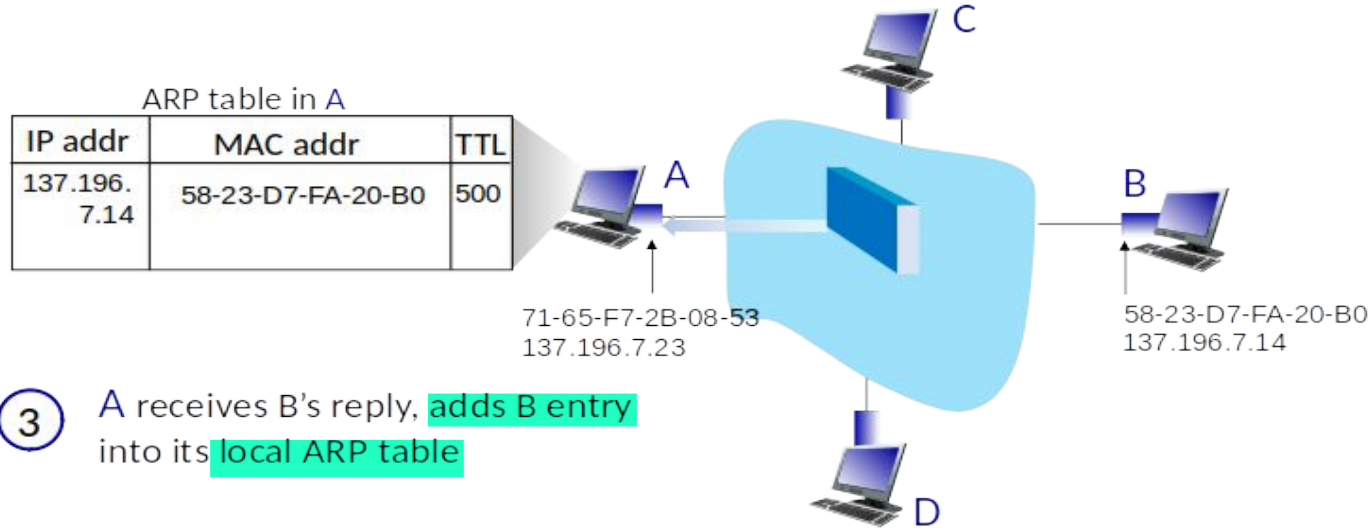 C
ARP table in A
IP addr MAC addr TTL
137.196.
7.14
58-23-D7-FA-20-B0 500
A
B
71-65-F7-2B-08-53
137.196.7.23
58-23-D7-FA-20-B0
137.196.7.14
3
A receives B’s reply, adds B entry
into its local ARP table
D